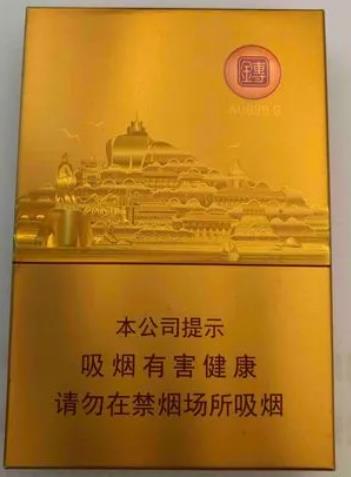 鏄
本公司提示
吸烟有害健康
请勿在禁烟场所吸烟